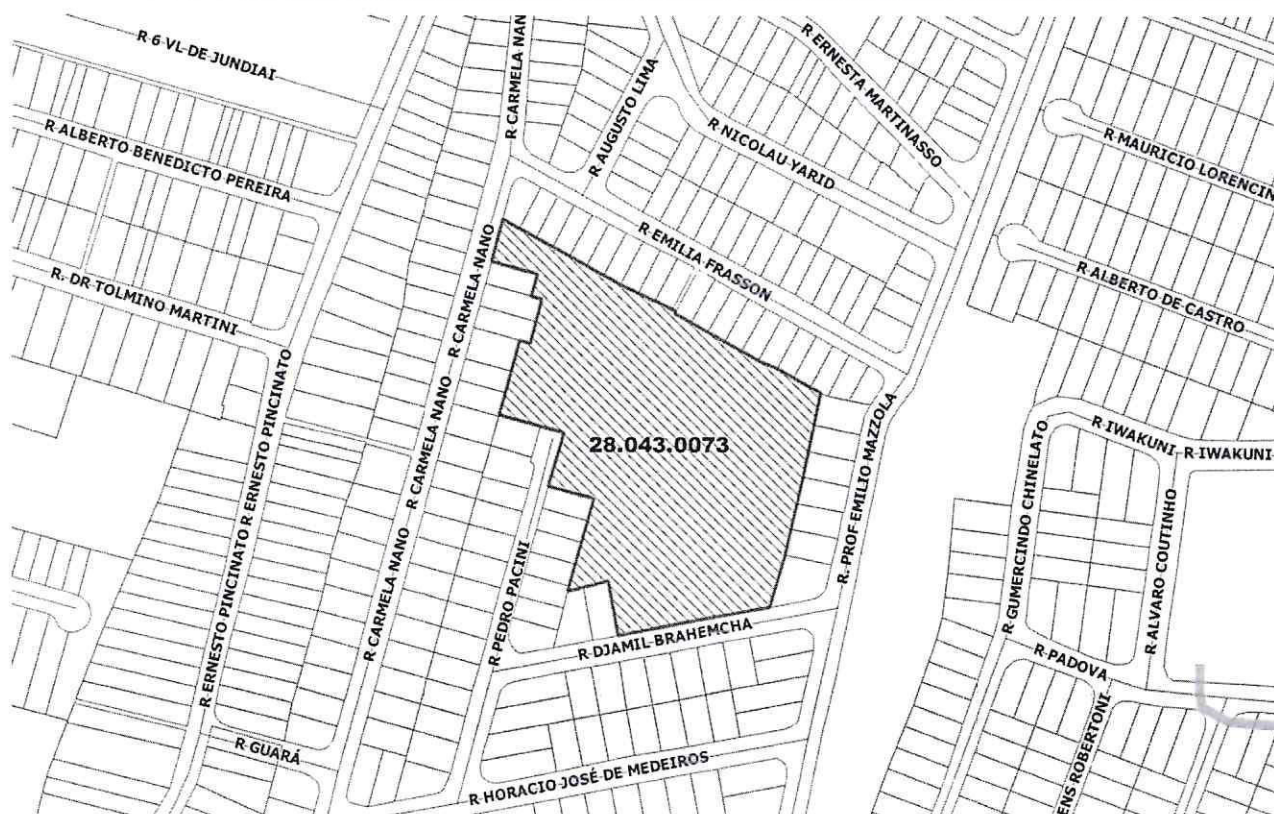 R 6 VL DE JUNDIAI
R CARMELA NAN
R AUGUSTO LIMA
R ERNESTA MARTINASSO
R ALBERTO BENEDICTO PEREIRA
R NICOLAU YARID
R MAURICIO LORENCIN
R. DR TOLMINO MARTINI
R CARMELA NANO
R EMILIA FRASSON
R ALBERTO DE CASTRO
R CARMELA NANO
R ERNESTO PINCINATO
R ERNESTO PINCINATO
R CARMELA NANO
28.043.0073
R. PROF EMILIO MAZZOLA
R GUMERCINDO CHINELATO
R IWAKUNI
R IWAKUNI
R ALVARO COUTINHO
R PEDRO PACINI
R DJAMIL BRAHEMCHA
R PADOVA
R GUARÁ
R HORACIO JOSÉ DE MEDEIROS
ENS ROBERTONI